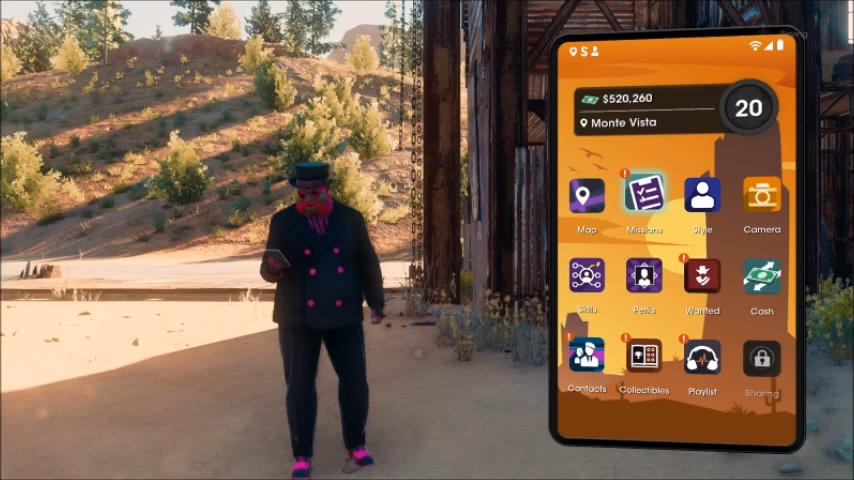 S
$520,260
20
Monte Vista
Map
Missions
Style
Camera
Skills
Perks
Wanted
Cash
Contacts
Collectibles
Playlist
Sharing